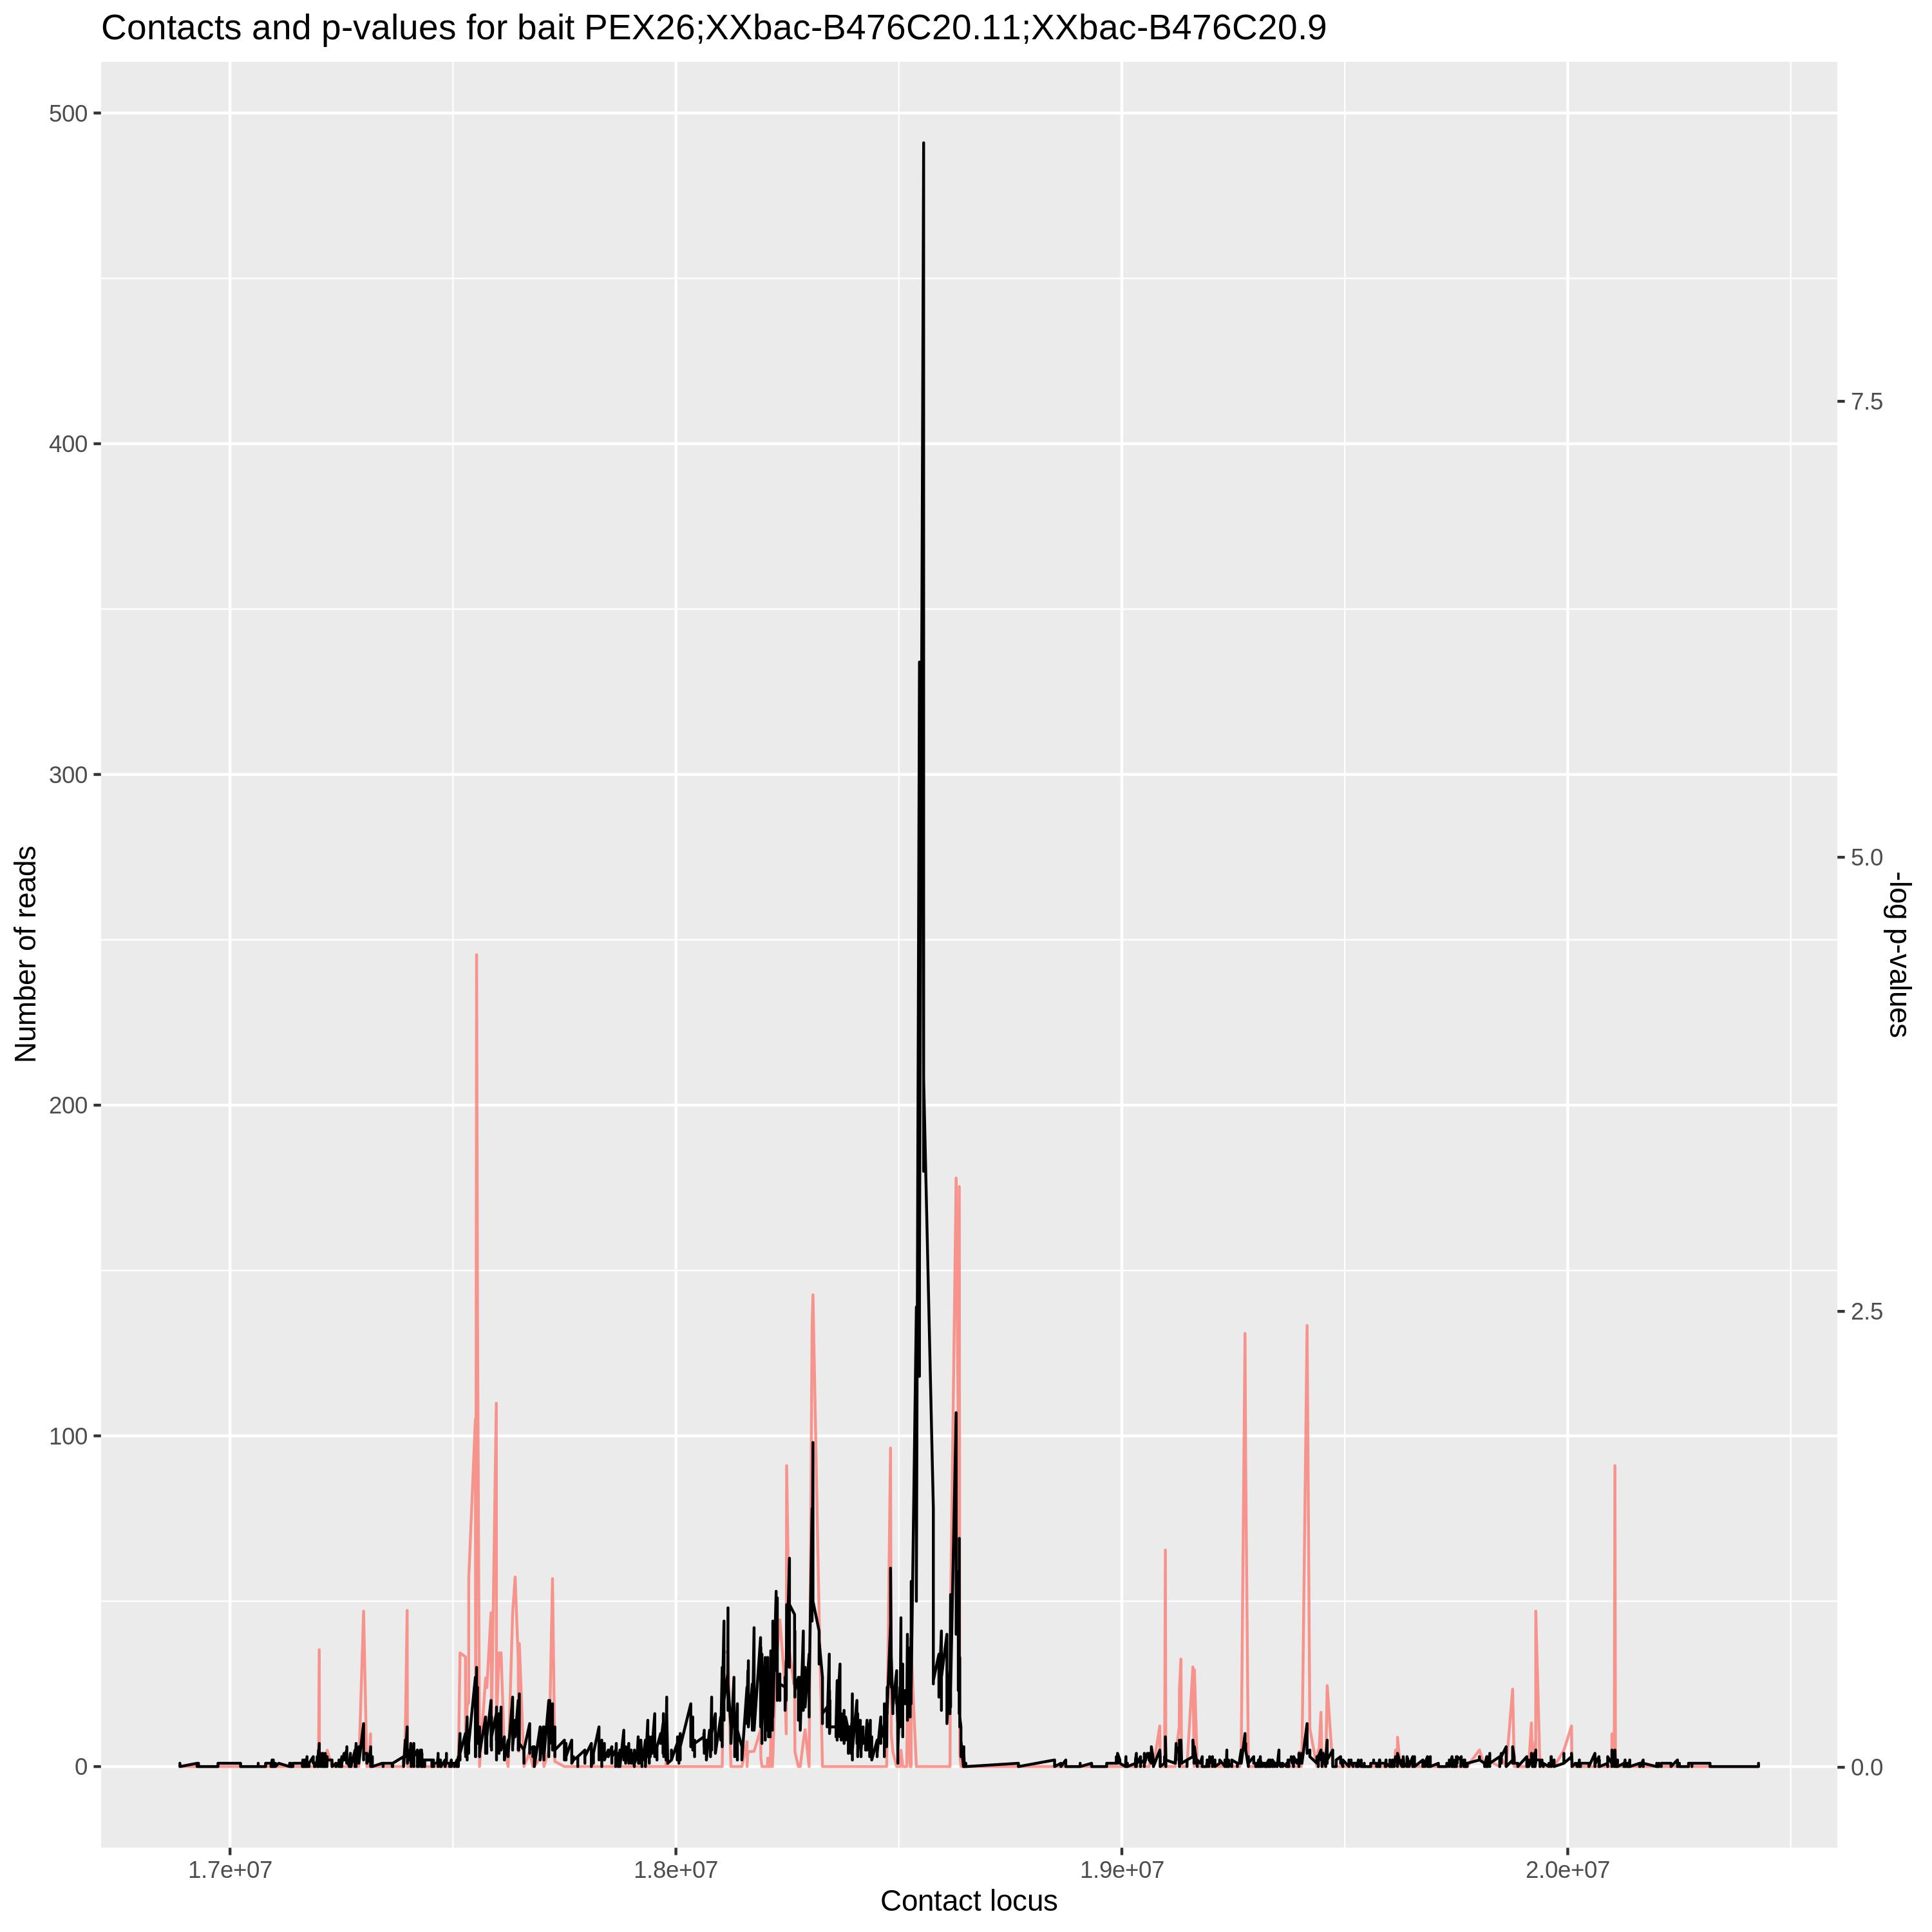 Contacts and p-values for bait PEX26;XXbac-B476C20.11;XXbac-B476C20.9
500
400
300
200
100
0
Number of reads
7.5
5.0
2.5
0.0
-log p-values
1.7e+07
1.8e+07
1.9e+07
2.0e+07
Contact locus